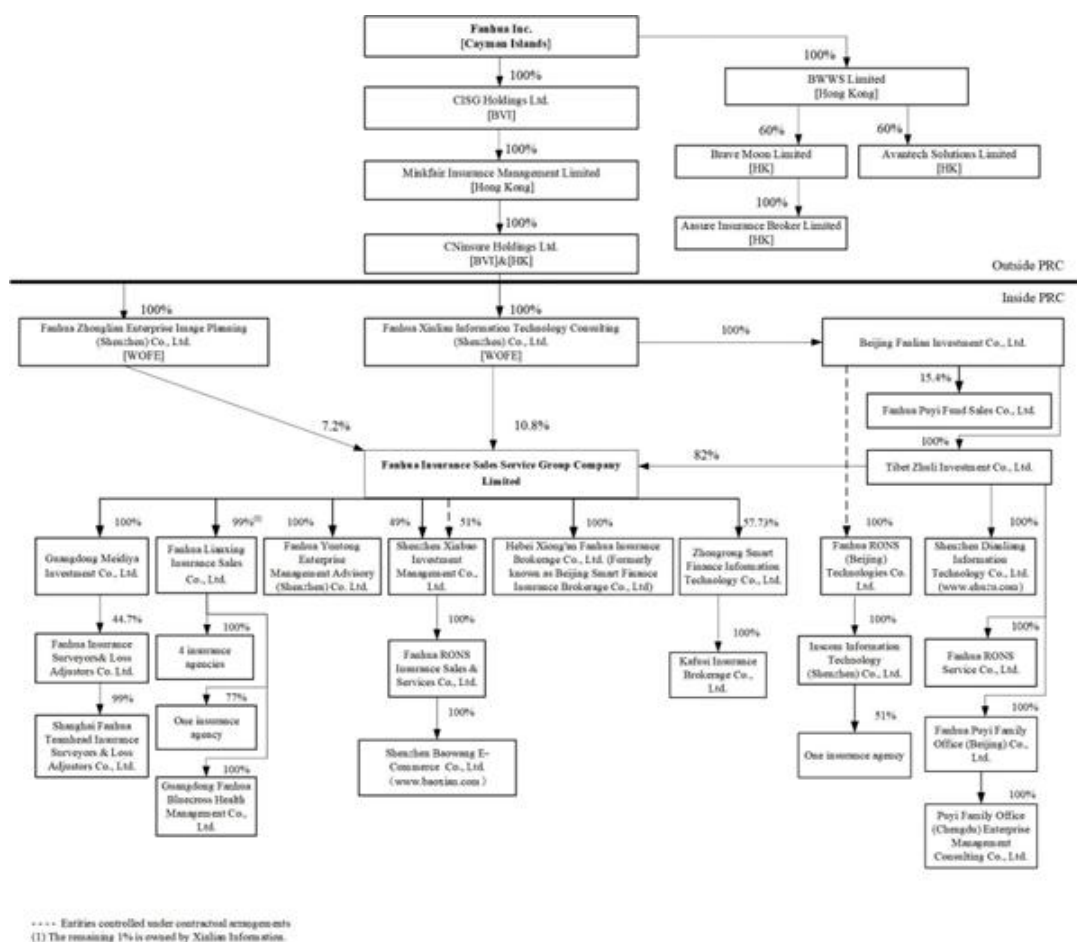 Fanhua Inc.
[Cayman Islands]
100%
100%
CISG Holdings Ltd.
[BVI]
BWWS Limited
[Hong Kong]
100%
60%
60%
Minkfair Insurance Management Limited
[Hong Kong]
Brave Moon Limited
[HK]
Avantech Solutions Limited
[HK]
100%
100%
CNinsure Holdings Ltd.
[BVI]&[HK]
Ansure Insurance Broker Limited
[HK]
Outside PRC
Inside PRC
100%
100%
Fanhua Zhonglian Enterprise Image Planning
(Shenzhen) Co., Ltd.
[WOFE]
Fanhua Xinlian Information Technology Consulting
(Shenzhen) Co., Ltd.
[WOFE]
100%
Beijing Fanlian Investment Co., Ltd.
15.4%
Fanhua Puyi Fund Sales Co., Ltd.
7.2%
10.8%
100%
Fanhua Insurance Sales Service Group Company
Limited
82%
Tibet Zhuli Investment Co., Ltd.
100%
99%(1)
100%
49%
51%
100%
57.73%
100%
100%
Guangdong Meidiya
Investment Co., Ltd.
Fanhua Lianxing
Insurance Sales
Co., Ltd.
Fanhua Yuntong
Enterprise
Management Advisory
(Shenzhen) Co. Ltd.
Shenzhen Xinbao
Investment
Management Co.,
Ltd.
Hebei Xiong'an Fanhua Insurance
Brokerage Co., Ltd. (Formerly
known as Beijing Smart Finance
Insurance Brokerage Co., Ltd)
Zhongrong Smart
Finance Information
Technology Co., Ltd.
Fanhua RONS
(Beijing)
Technologies Co.
Ltd.
Shenzhen Dianliang
Information
Technology Co., Ltd.
(www.ehuzu.com)
44.7%
100%
100%
100%
100%
100%
Fanhua Insurance
Surveyors& Loss
Adjustors Co. Ltd.
4 insurance
agencies
Fanhua RONS
Insurance Sales &
Services Co., Ltd.
Kafusi Insurance
Brokerage Co.,
Ltd.
Inscom Information
Technology
(Shenzhen) Co., Ltd.
Fanhua RONS
Service Co., Ltd.
99%
77%
100%
51%
100%
Shanghai Fanhua
Teamhead Insurance
Surveyors & Loss
Adjustors Co., Ltd.
One insurance
agency
Shenzhen Baowang E-
Commerce Co., Ltd.
(www.baoxian.com)
One insurance agency
Fanhua Puyi Family
Office (Beijing) Co.,
Ltd.
100%
Guangdong Fanhua
Bluecross Health
Management Co.,
Ltd.
100%
Puyi Family Office
(Chengdu) Enterprise
Management
Consulting Co., Ltd.
---- Entities controlled under contractual arrangements
(1) The remaining 1% is owned by Xinlian Information.